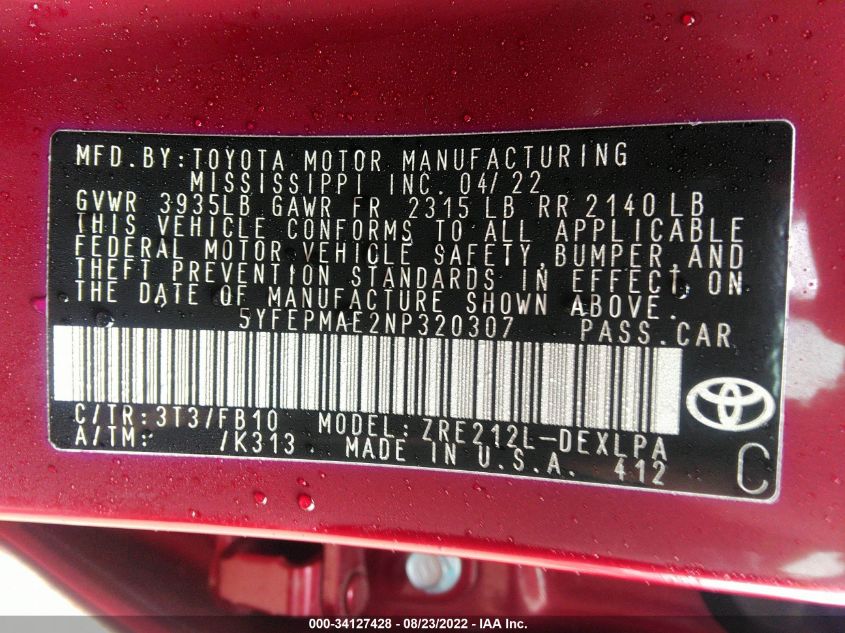 MFD.BY:TOYOTA MOTOR MANUFACTURING
MISSISSIPPI INC. 04/22
GVWR 3935LB GAWR FR 2315 LB RR 2140 LB
THIS VEHICLE CONFORMS TO ALL APPLICABLE
FEDERAL MOTOR VEHICLE SAFETY,BUMPER,AND
THEFT PREVENTION STANDARDS IN EFFECT, ON
THE DATE OF MANUFACTURE SHOWN ABOVE.
5YFEPMAE2NP320307 PASS.CAR
C/TR:3T3/FB10 MODEL:ZRE212L-DEXLPA
A/TM: /K313 MADE IN U.S.A. 412
C
000-34127428 - 08/23/2022 - IAA Inc.